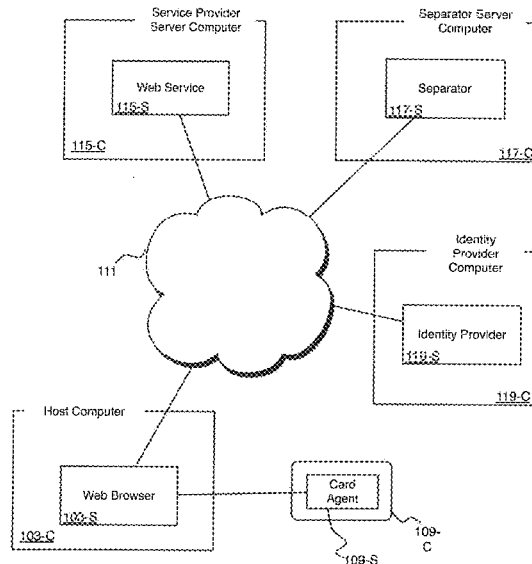 Service Provider
Server Computer
Web Service
115-S
115-C
Separator Server
Computer
Separator
117-S
117-C
111
Identity
Provider
Computer
Identity Provider
119-S
119-C
Host Computer
Web Browser
103-S
103-C
Card
Agent
109-
C
109-S